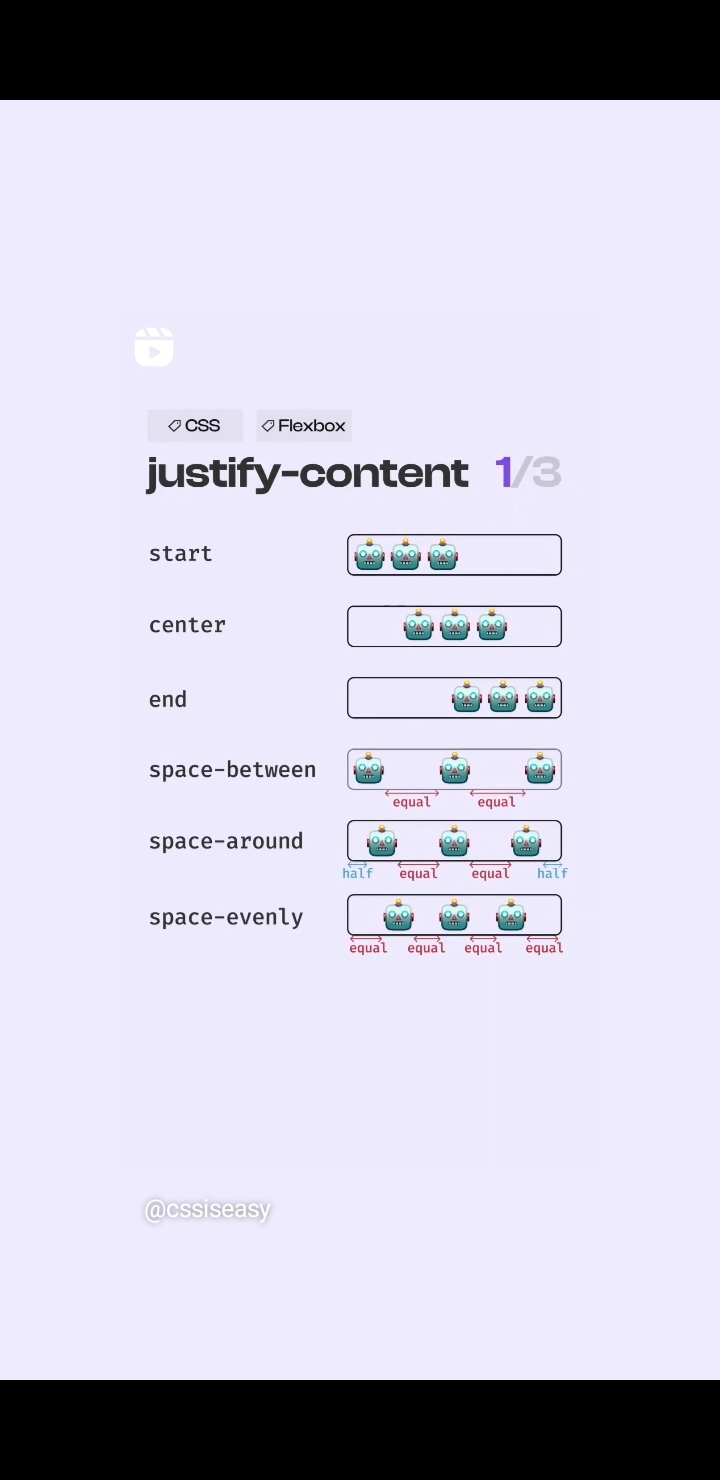 CSS Flexbox
justify-content 1/3
start
center
end
space-between
equal equal
space-around
half equal equal half
space-evenly
equal equal equal equal
@cssiseasy